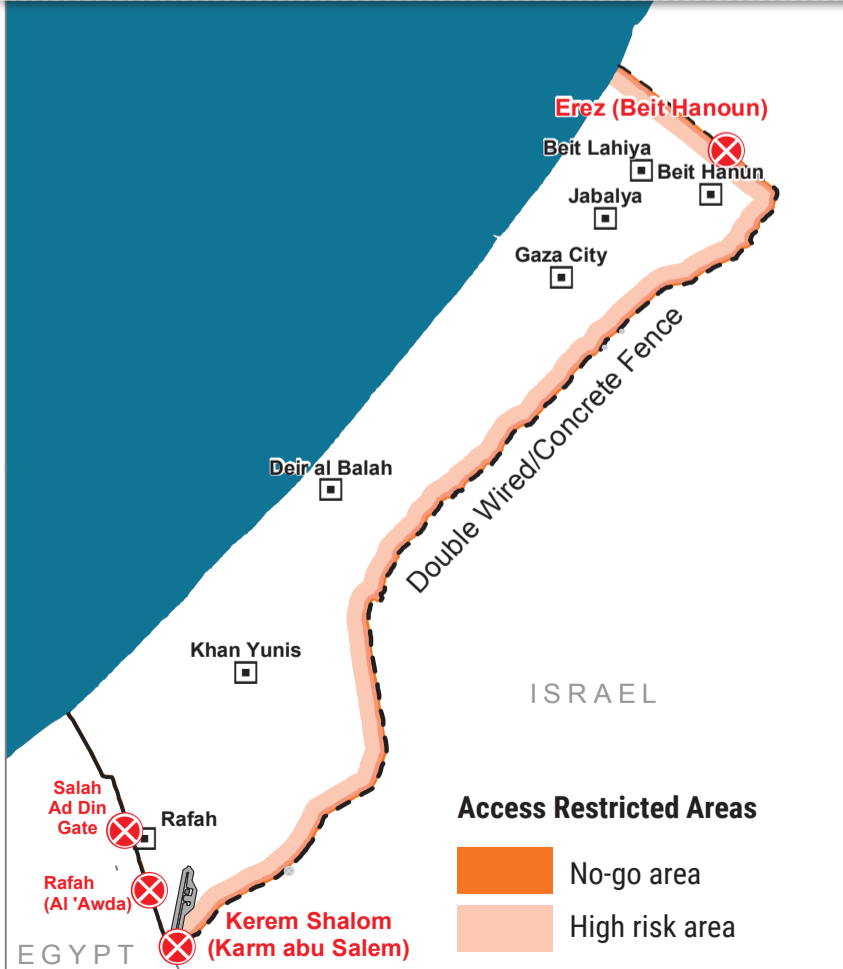 Erez (Beit Hanoun)
Beit Lahiya
Beit Hanun
Jabalya
Gaza City
Double Wired/Concrete Fence
Deir al Balah
Khan Yunis
ISRAEL
Salah
Ad Din
Gate
Rafah
Rafah
(Al 'Awda)
Kerem Shalom
(Karm abu Salem)
EGYPT
Access Restricted Areas
No-go area
High risk area